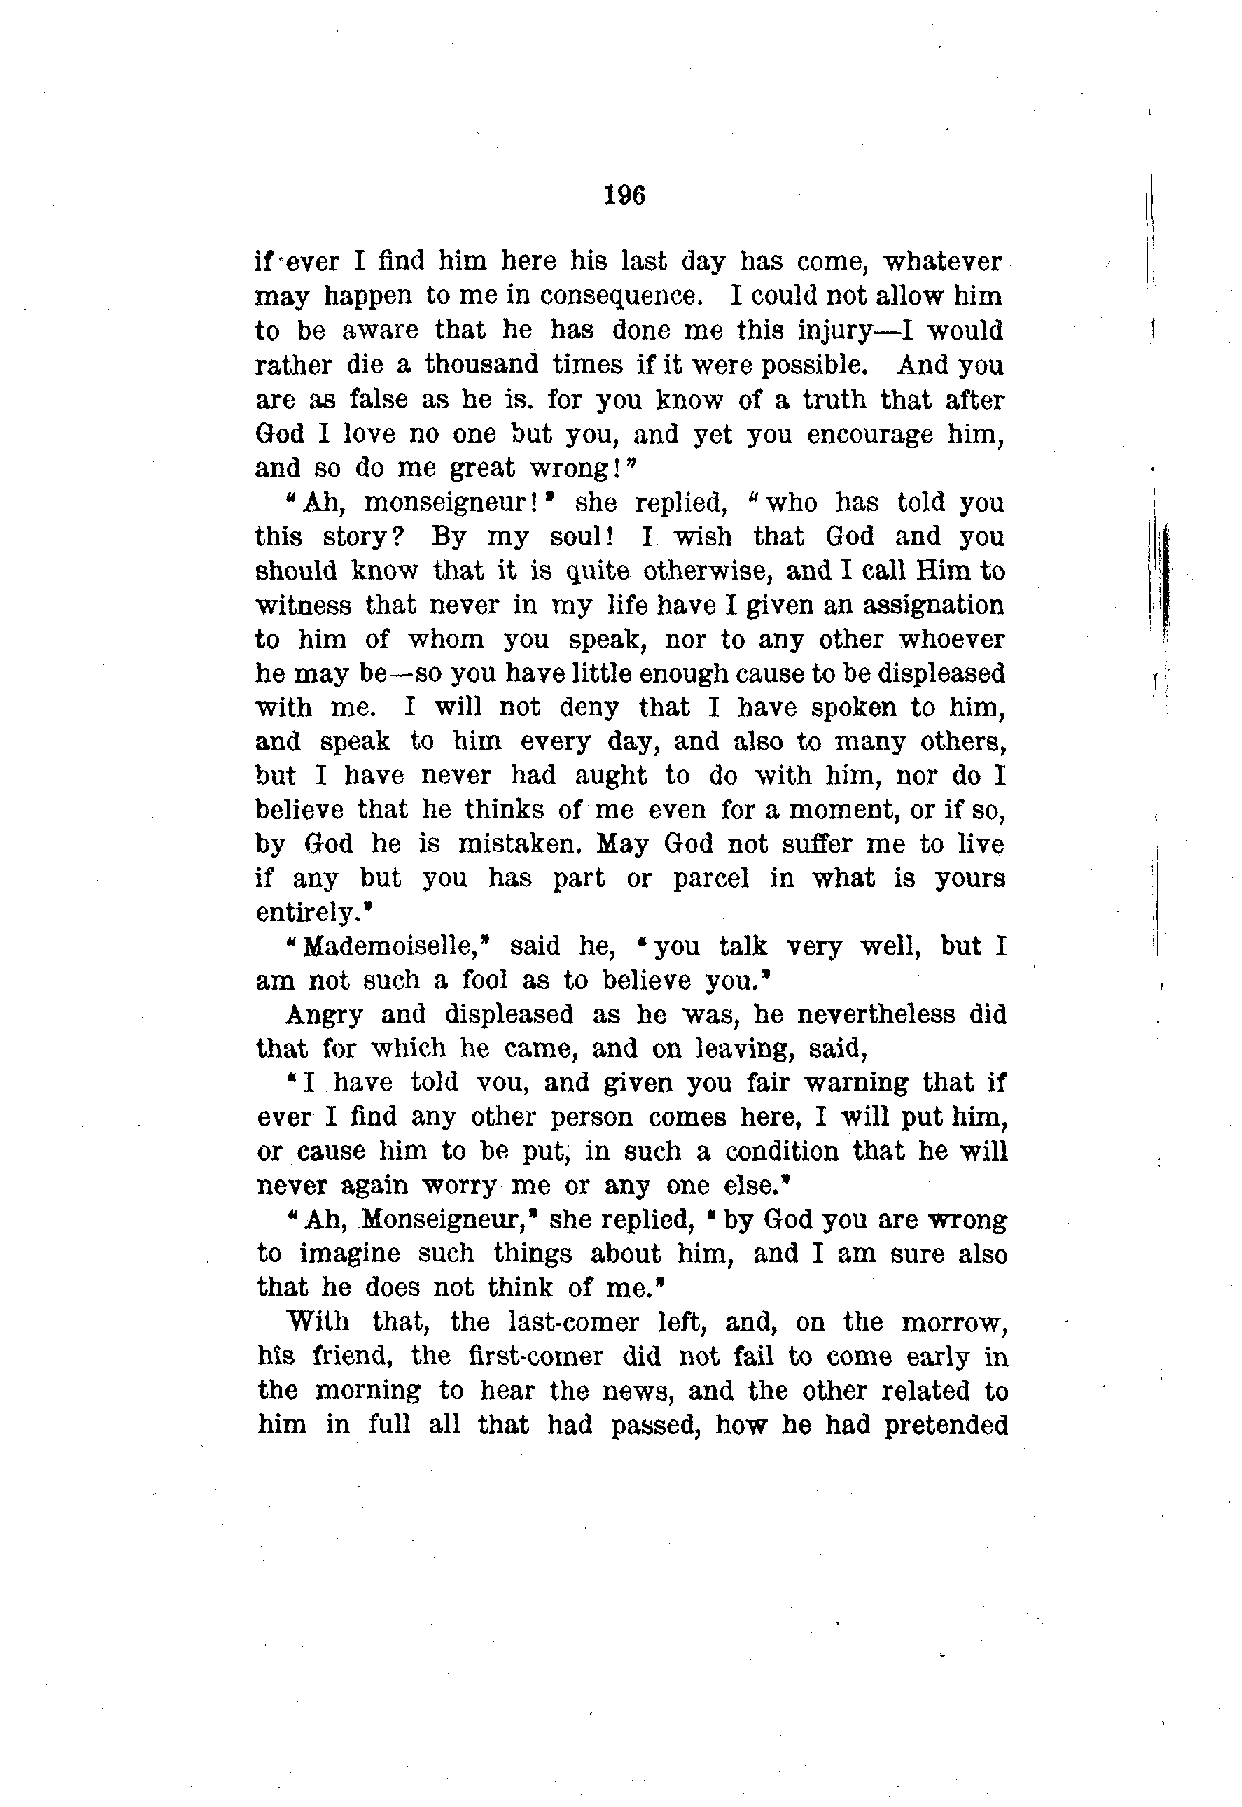 196
if ever I find him here his last day has come, whatever
may happen to me in consequence. I could not allow him
to be aware that he has done me this injury—I would
rather die a thousand times if it were possible. And you
are as false as he is. for you know of a truth that after
God I love no one but you, and yet you encourage him,
and so do me great wrong!"
"Ah, monseigneur!" she replied, "who has told you
this story? By my soul! I wish that God and you
should know that it is quite otherwise, and I call Him to
witness that never in my life have I given an assignation
to him of whom you speak, nor to any other whoever
he may be—so you have little enough cause to be displeased
with me. I will not deny that I have spoken to him,
and speak to him every day, and also to many others,
but I have never had aught to do with him, nor do I
believe that he thinks of me even for a moment, or if so,
by God he is mistaken. May God not suffer me to live
if any but you has part or parcel in what is yours
entirely."
"Mademoiselle," said he, "you talk very well, but I
am not such a fool as to believe you."
Angry and displeased as he was, he nevertheless did
that for which he came, and on leaving, said,
"I have told you, and given you fair warning that if
ever I find any other person comes here, I will put him,
or cause him to be put, in such a condition that he will
never again worry me or any one else."
"Ah, Monseigneur," she replied, "by God you are wrong
to imagine such things about him, and I am sure also
that he does not think of me."
With that, the last-comer left, and, on the morrow,
his friend, the first-comer did not fail to come early in
the morning to hear the news, and the other related to
him in full all that had passed, how he had pretended